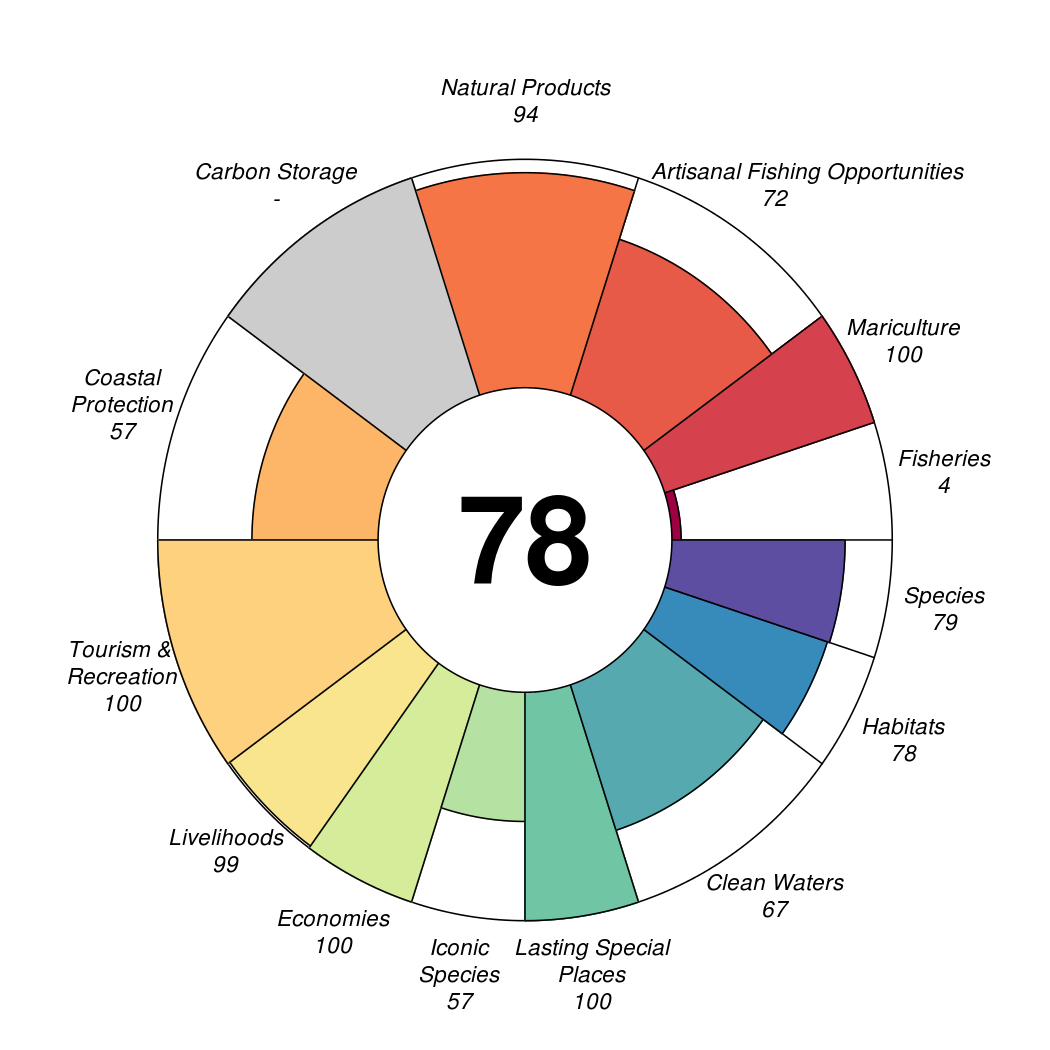 Natural Products
94
Artisanal Fishing Opportunities
72
Carbon Storage
-
Mariculture
100
Coastal
Protection
57
Fisheries
4
78
Species
79
Tourism &
Recreation
100
Habitats
78
Livelihoods
99
Clean Waters
67
Economies
100
Iconic
Species
57
Lasting Special
Places
100